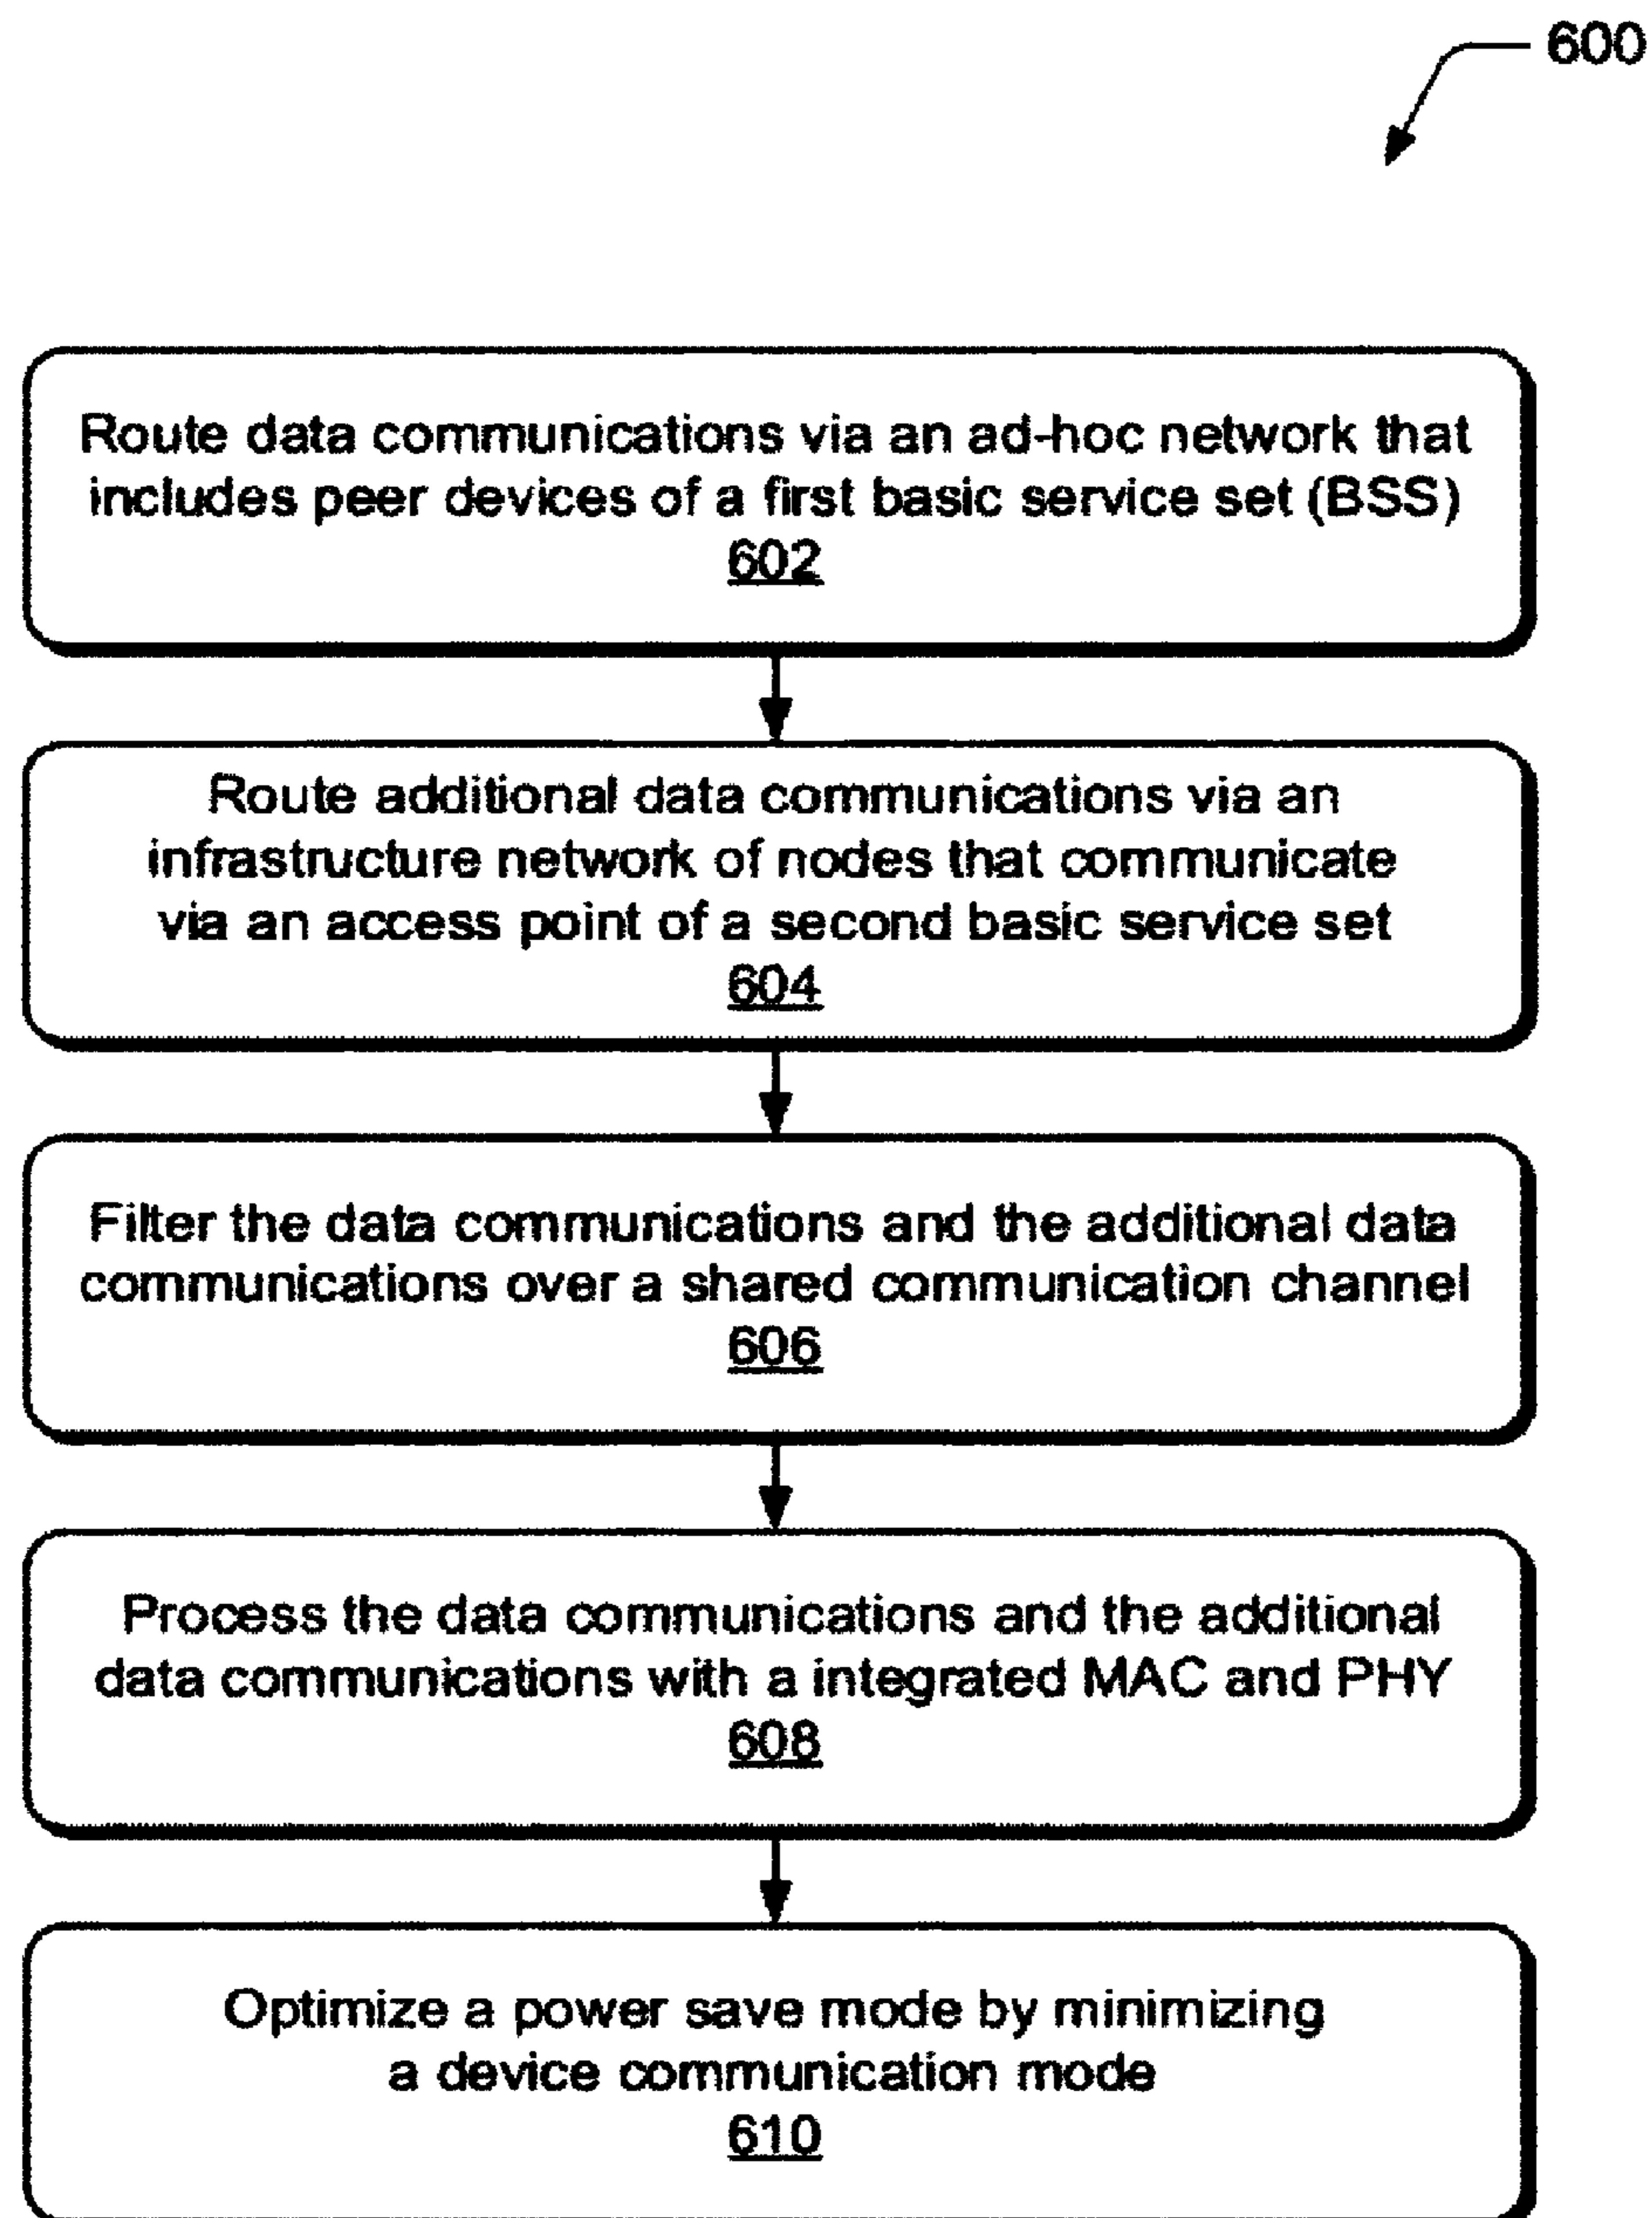 600
Route data communications via an ad-hoc network that
includes peer devices of a first basic service set (BSS)
602
Route additional data communications via an
infrastructure network of nodes that communicate
via an access point of a second basic service set
604
Filter the data communications and the additional data
communications over a shared communication channel
606
Process the data communications and the additional
data communications with a integrated MAC and PHY
608
Optimize a power save mode by minimizing
a device communication mode
610